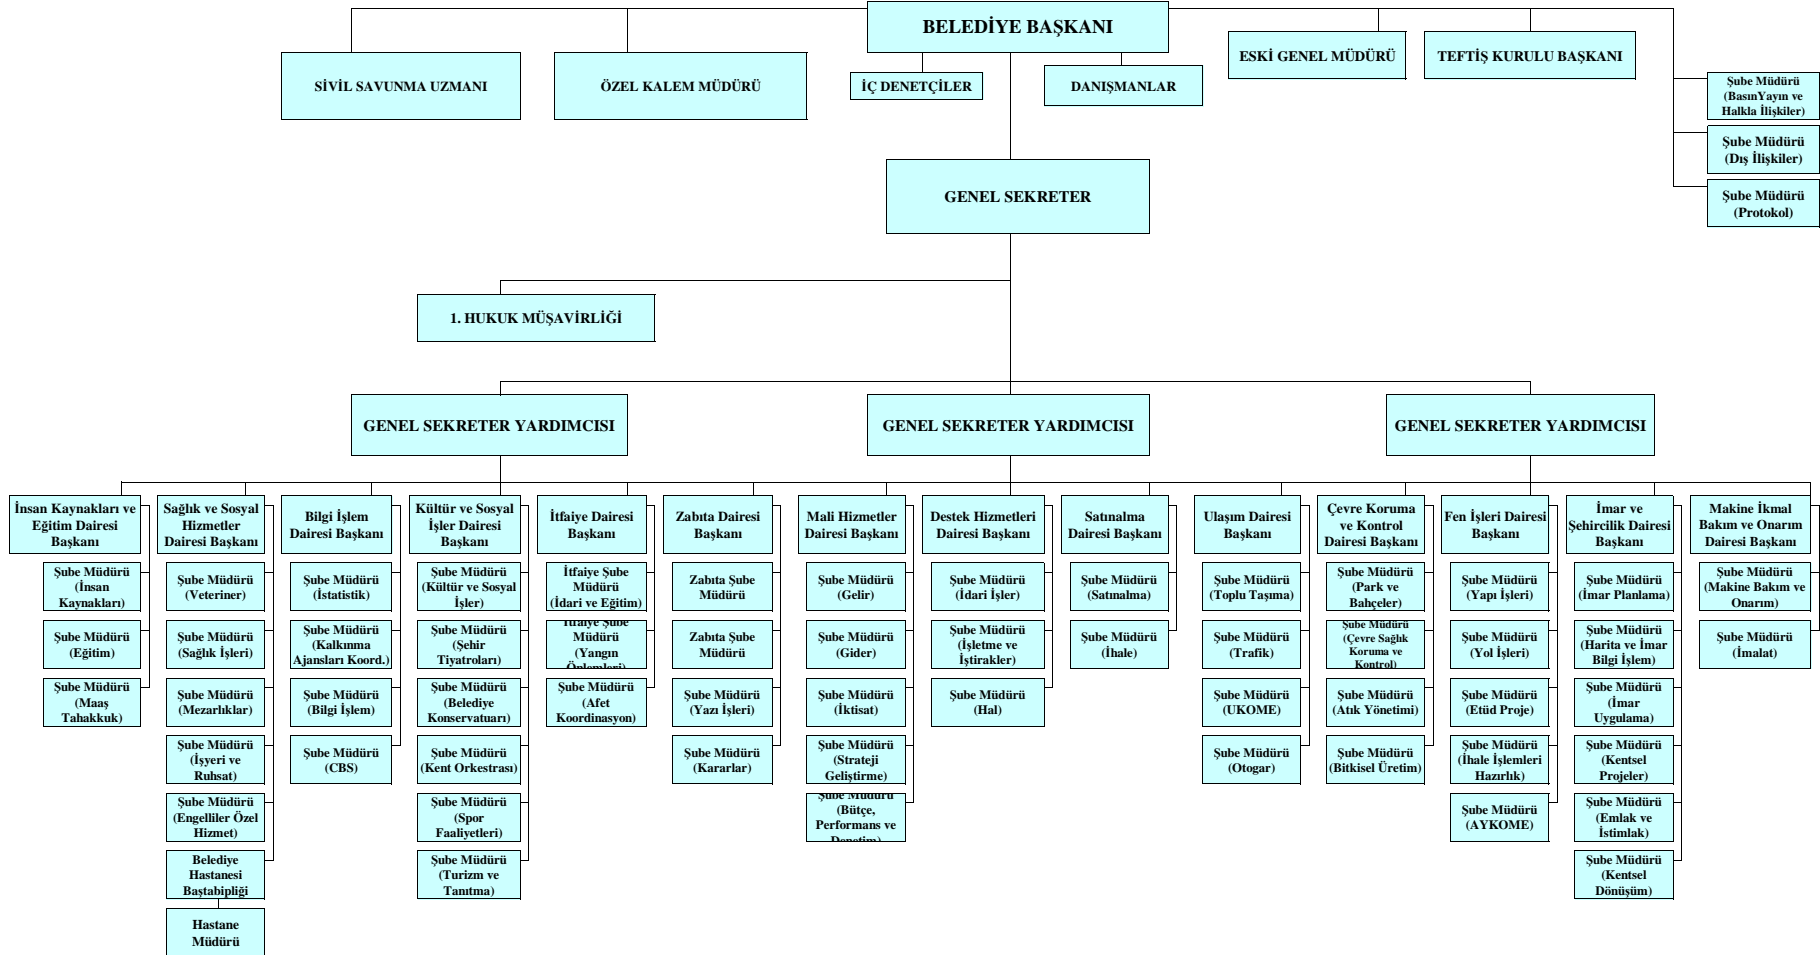 BELEDİYE BAŞKANI
SİVİL SAVUNMA UZMANI
ÖZEL KALEM MÜDÜRÜ
İÇ DENETÇİLER
DANIŞMANLAR
ESKİ GENEL MÜDÜRÜ
TEFTİŞ KURULU BAŞKANI
Şube Müdürü
(BasınYayın ve
Halkla İlişkiler)
Şube Müdürü
(Dış İlişkiler)
Şube Müdürü
(Protokol)
GENEL SEKRETER
1. HUKUK MÜŞAVİRLİĞİ
GENEL SEKRETER YARDIMCISI
GENEL SEKRETER YARDIMCISI
GENEL SEKRETER YARDIMCISI
İnsan Kaynakları ve
Eğitim Dairesi
Başkanı
Şube Müdürü
(İnsan
Kaynakları)
Şube Müdürü
(Eğitim)
Şube Müdürü
(Maaş
Tahakkuk)
Sağlık ve Sosyal
Hizmetler
Dairesi Başkanı
Şube Müdürü
(Veteriner)
Şube Müdürü
(Sağlık İşleri)
Şube Müdürü
(Mezarlıklar)
Şube Müdürü
(İşyeri ve
Ruhsat)
Şube Müdürü
(Engelliler Özel
Hizmet)
Belediye
Hastanesi
Baştabipliği
Hastane
Müdürü
Bilgi İşlem
Dairesi Başkanı
Şube Müdürü
(İstatistik)
Şube Müdürü
(Kalkınma
Ajansları Koord.)
Şube Müdürü
(Bilgi İşlem)
Şube Müdürü
(CBS)
Kültür ve Sosyal
İşler Dairesi
Başkanı
Şube Müdürü
(Kültür ve Sosyal
İşler)
Şube Müdürü
(Şehir
Tiyatroları)
Şube Müdürü
(Belediye
Konservatuarı)
Şube Müdürü
(Kent Orkestrası)
Şube Müdürü
(Spor
Faaliyetleri)
Şube Müdürü
(Turizm ve
Tanıtma)
İtfaiye Dairesi
Başkanı
İtfaiye Şube
Müdürü
(İdari ve Eğitim)
İtfaiye Şube
Müdürü
(Yangın
Önlemleri)
Şube Müdürü
(Afet
Koordinasyon)
Zabıta Dairesi
Başkanı
Zabıta Şube
Müdürü
Zabıta Şube
Müdürü
Şube Müdürü
(Yazı İşleri)
Şube Müdürü
(Kararlar)
Mali Hizmetler
Dairesi Başkanı
Şube Müdürü
(Gelir)
Şube Müdürü
(Gider)
Şube Müdürü
(İktisat)
Şube Müdürü
(Strateji
Geliştirme)
Şube Müdürü
(Bütçe,
Performans ve
Denetim)
Destek Hizmetleri
Dairesi Başkanı
Şube Müdürü
(İdari İşler)
Şube Müdürü
(İşletme ve
İştirakler)
Şube Müdürü
(Hal)
Satınalma
Dairesi Başkanı
Şube Müdürü
(Satınalma)
Şube Müdürü
(İhale)
Ulaşım Dairesi
Başkanı
Şube Müdürü
(Toplu Taşıma)
Şube Müdürü
(Trafik)
Şube Müdürü
(UKOME)
Şube Müdürü
(Otogar)
Çevre Koruma
ve Kontrol
Dairesi Başkanı
Şube Müdürü
(Park ve
Bahçeler)
Şube Müdürü
(Çevre Sağlık
Koruma ve
Kontrol)
Şube Müdürü
(Atık Yönetimi)
Şube Müdürü
(Bitkisel Üretim)
Fen İşleri Dairesi
Başkanı
Şube Müdürü
(Yapı İşleri)
Şube Müdürü
(Yol İşleri)
Şube Müdürü
(Etüd Proje)
Şube Müdürü
(İhale İşlemleri
Hazırlık)
Şube Müdürü
(AYKOME)
İmar ve
Şehircilik Dairesi
Başkanı
Şube Müdürü
(İmar Planlama)
Şube Müdürü
(Harita ve İmar
Bilgi İşlem)
Şube Müdürü
(İmar
Uygulama)
Şube Müdürü
(Kentsel
Projeler)
Şube Müdürü
(Emlak ve
İstimlak)
Şube Müdürü
(Kentsel
Dönüşüm)
Makine İkmal
Bakım ve Onarım
Dairesi Başkanı
Şube Müdürü
(Makine Bakım ve
Onarım)
Şube Müdürü
(İmalat)